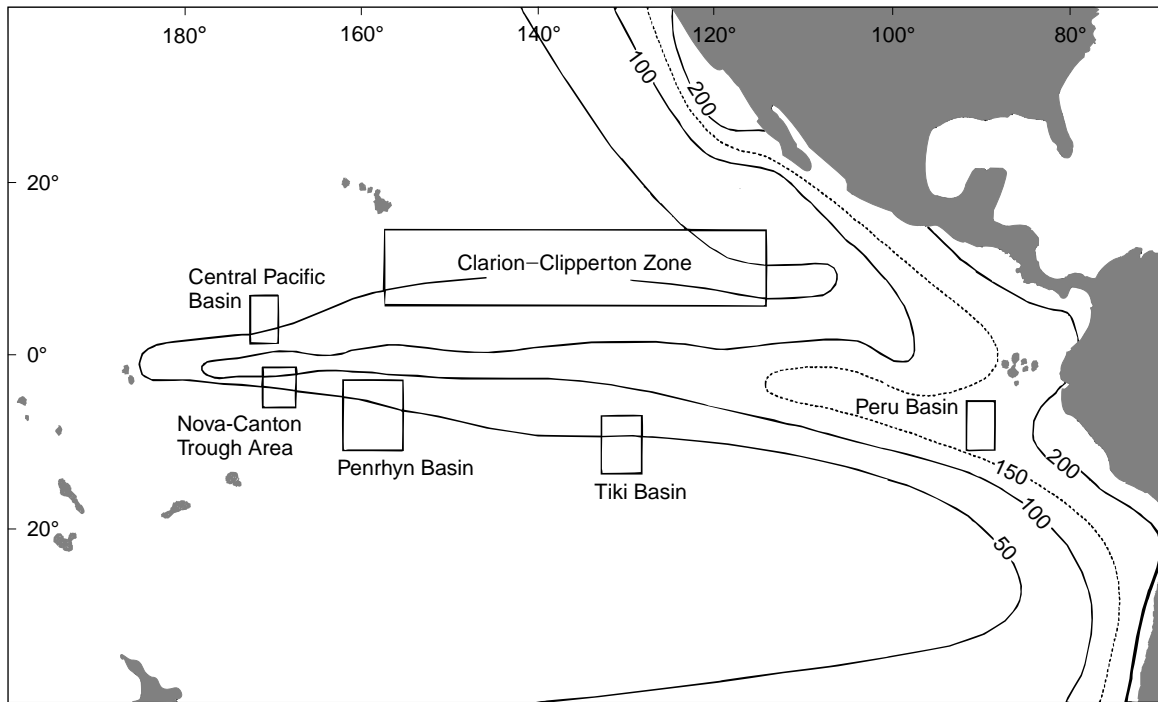 180°
160°
140°
120°
100°
80°
100
200
20°
Clarion–Clipperton Zone
Central Pacific
Basin
0°
Peru Basin
Nova-Canton
Trough Area
Penrhyn Basin
Tiki Basin
150
200
100
50
20°